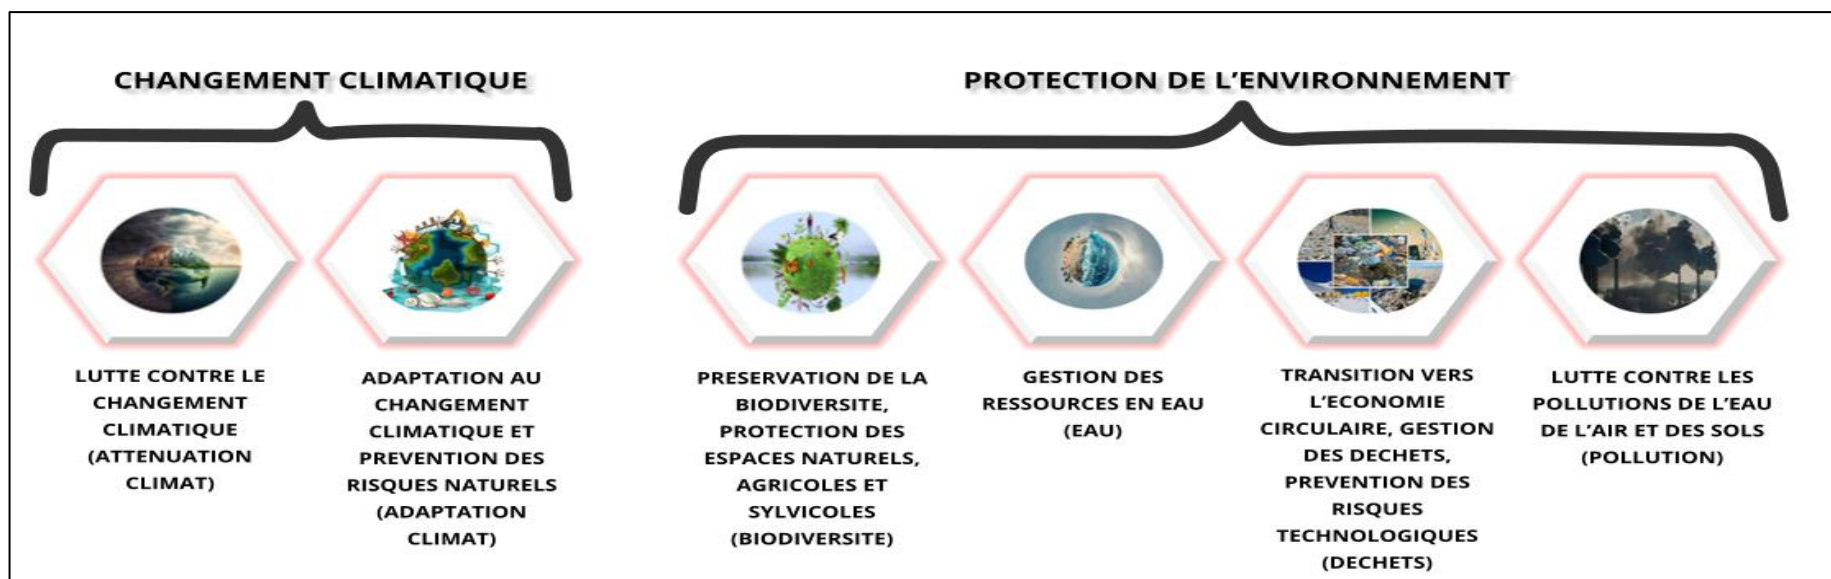 CHANGEMENT CLIMATIQUE
PROTECTION DE L'ENVIRONNEMENT
LUTTE CONTRE LE
CHANGEMENT
CLIMATIQUE
(ATTENUATION
CLIMAT)
ADAPTATION AU
CHANGEMENT
CLIMATIQUE ET
PREVENTION DES
RISQUES NATURELS
(ADAPTATION
CLIMAT)
PRESERVATION DE LA
BIODIVERSITE,
PROTECTION DES
ESPACES NATURELS,
AGRICOLES ET
SYLVICOLES
(BIODIVERSITE)
GESTION DES
RESSOURCES EN EAU
(EAU)
TRANSITION VERS
L'ECONOMIE
CIRCULAIRE, GESTION
DES DECHETS,
PREVENTION DES
RISQUES
TECHNOLOGIQUES
(DECHETS)
LUTTE CONTRE LES
POLLUTIONS DE L'EAU
DE L'AIR ET DES SOLS
(POLLUTION)